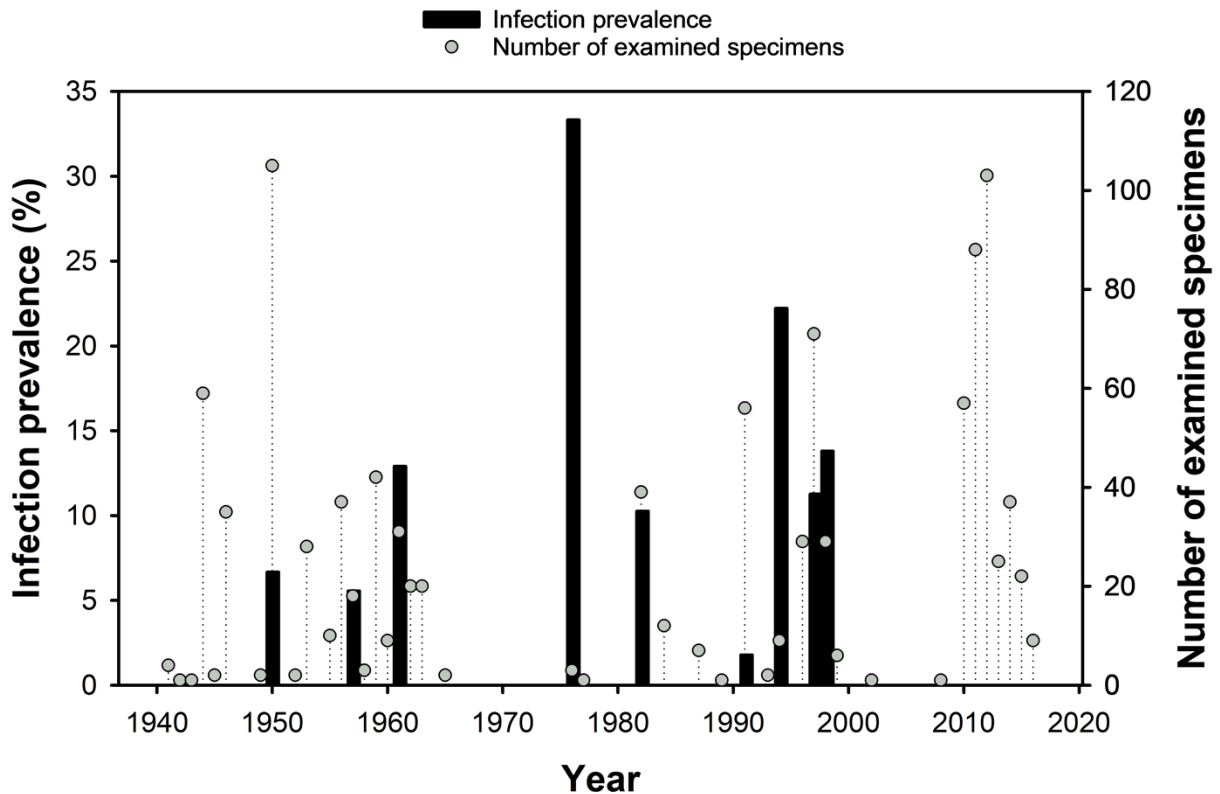 Infection prevalence
Number of examined specimens
35
30
25
20
15
10
5
0
Infection prevalence (%)
120
100
80
60
40
20
0
Number of examined specimens
1940 1950 1960 1970 1980 1990 2000 2010 2020
Year